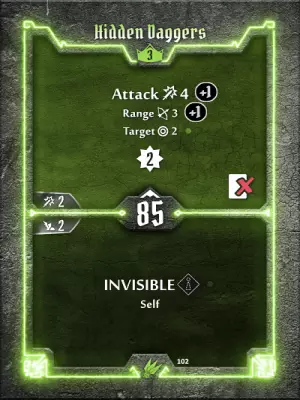 Hidden Daggers
3
Attack 4 +1
Range 3 +1
Target 2
2
2
85
2
INVISIBLE
Self
102